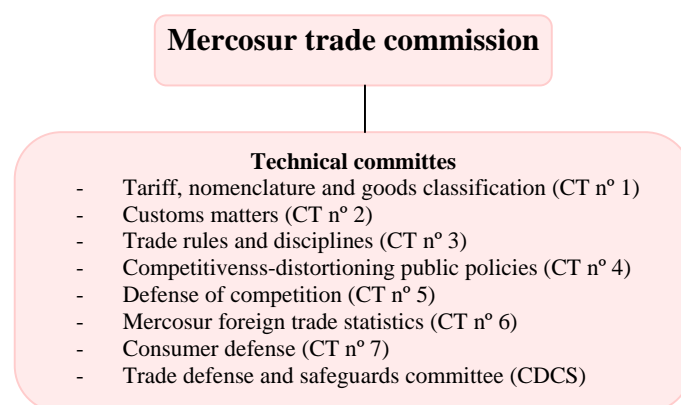 Mercosur trade commission
Technical committes
- Tariff, nomenclature and goods classification (CT nº 1)
- Customs matters (CT nº 2)
- Trade rules and disciplines (CT nº 3)
- Competitivenss-distortioning public policies (CT nº 4)
- Defense of competition (CT nº 5)
- Mercosur foreign trade statistics (CT nº 6)
- Consumer defense (CT nº 7)
- Trade defense and safeguards committee (CDCS)